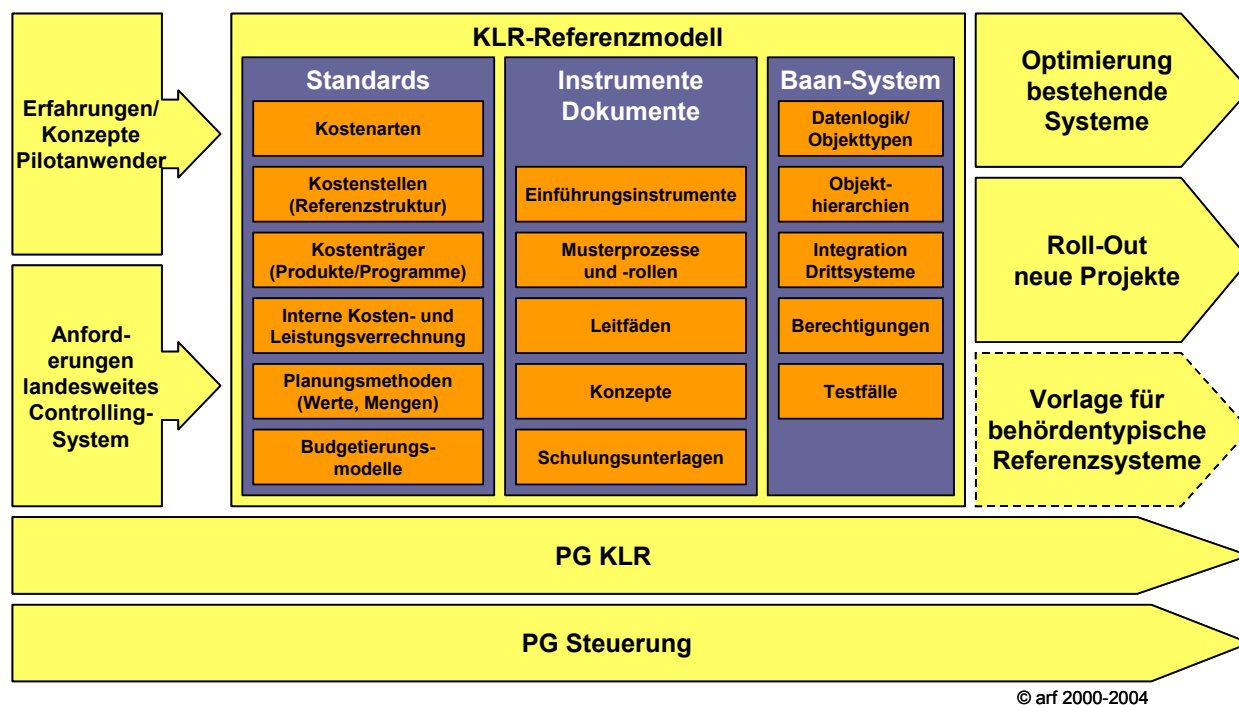 Erfahrungen/
Konzepte
Pilotanwender
Anford-
erungen
landesweites
Controlling-
System
KLR-Referenzmodell
Standards
Kostenarten
Kostenstellen
(Referenzstruktur)
Kostenträger
(Produkte/Programme)
Interne Kosten- und
Leistungsverrechnung
Planungsmethoden
(Werte, Mengen)
Budgetierungs-
modelle
Instrumente
Dokumente
Einführungsinstrumente
Musterprozesse
und -rollen
Leitfäden
Konzepte
Schulungsunterlagen
Baan-System
Datenlogik/
Objekttypen
Objekt-
hierarchien
Integration
Drittsysteme
Berechtigungen
Testfälle
Optimierung
bestehende
Systeme
Roll-Out
neue Projekte
Vorlage für
behördentypische
Referenzsysteme
PG KLR
PG Steuerung
© arf 2000-2004